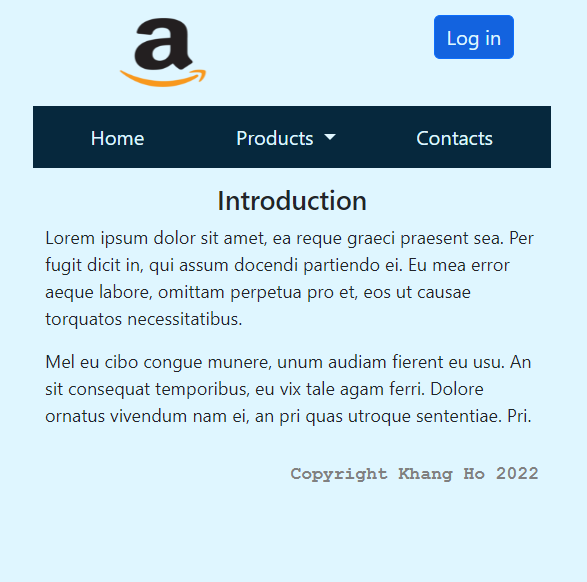 a
Log in
Home Products Contacts
Introduction
Lorem ipsum dolor sit amet, ea reque graeci praesent sea. Per
fugit dicit in, qui assum docendi partiendo ei. Eu mea error
aeque labore, omittam perpetua pro et, eos ut causae
torquatos necessitatibus.
Mel eu cibo congue munere, unum audiam fierent eu usu. An
sit consequat temporibus, eu vix tale agam ferri. Dolore
ornatus vivendum nam ei, an pri quas utroque sententiae. Pri.
Copyright Khang Ho 2022